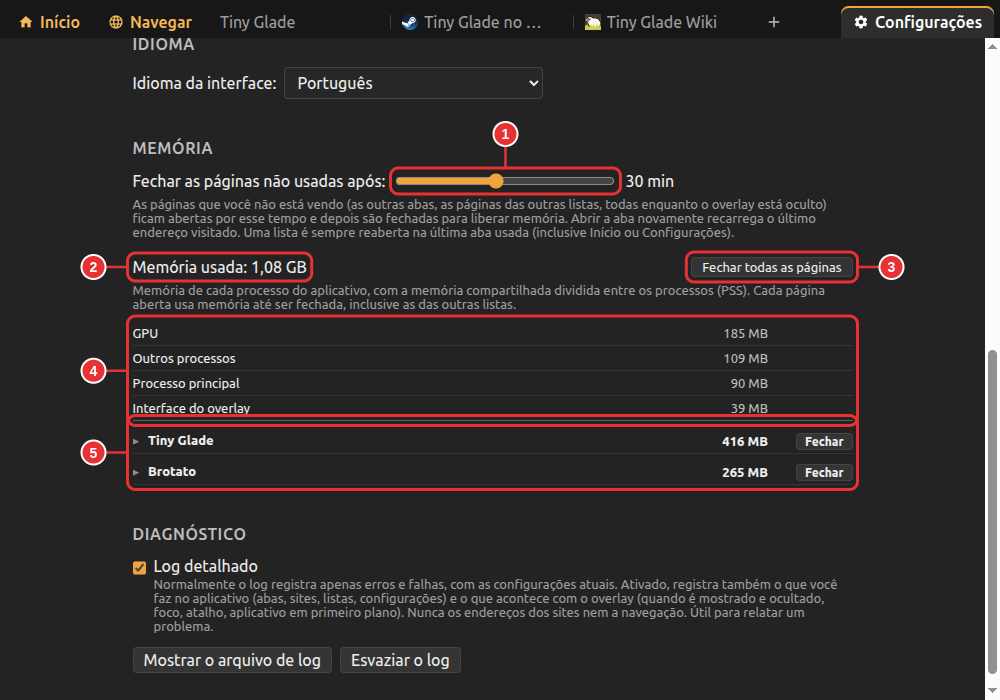 Início
Navegar
Tiny Glade
Tiny Glade no ...
Tiny Glade Wiki
+
Configurações
IDIOMA
Idioma da interface: Português
MEMÓRIA
1
Fechar as páginas não usadas após: 30 min
As páginas que você não está vendo (as outras abas, as páginas das outras listas, todas enquanto o overlay está oculto)
ficam abertas por esse tempo e depois são fechadas para liberar memória. Abrir a aba novamente recarrega o último
endereço visitado. Uma lista é sempre reaberta na última aba usada (inclusive Início ou Configurações).
2
Memória usada: 1,08 GB
Fechar todas as páginas
3
Memória de cada processo do aplicativo, com a memória compartilhada dividida entre os processos (PSS). Cada página
aberta usa memória até ser fechada, inclusive as das outras listas.
GPU 185 MB
Outros processos 109 MB
4
Processo principal 90 MB
Interface do overlay 39 MB
5
Tiny Glade 416 MB Fechar
Brotato 265 MB Fechar
DIAGNÓSTICO
Log detalhado
Normalmente o log registra apenas erros e falhas, com as configurações atuais. Ativado, registra também o que você
faz no aplicativo (abas, sites, listas, configurações) e o que acontece com o overlay (quando é mostrado e ocultado,
foco, atalho, aplicativo em primeiro plano). Nunca os endereços dos sites nem a navegação. Útil para relatar um
problema.
Mostrar o arquivo de log
Esvaziar o log